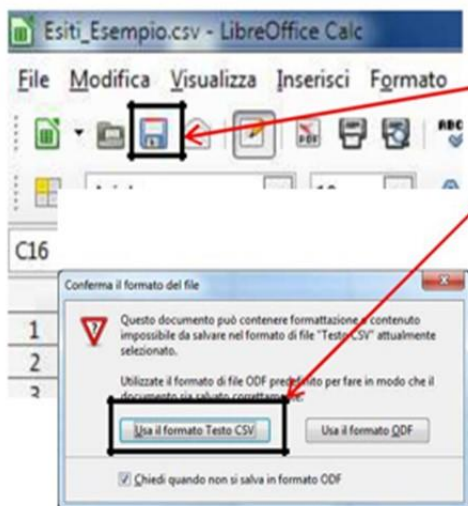 Esiti_Esempio.csv - LibreOffice Calc
File Modifica Visualizza Inserisci Formato
PDF ABC
C16
Conferma il formato del file
1 Questo documento può contenere formattazione o contenuto
impossibile da salvare nel formato di file "Testo CSV" attualmente
2 selezionato.
3 Utilizzate il formato di file ODF predefinito per fare in modo che il
documento sia salvato correttamente.
Usa il formato Testo CSV! Usa il formato ODF
Chiedi quando non si salva in formato ODF